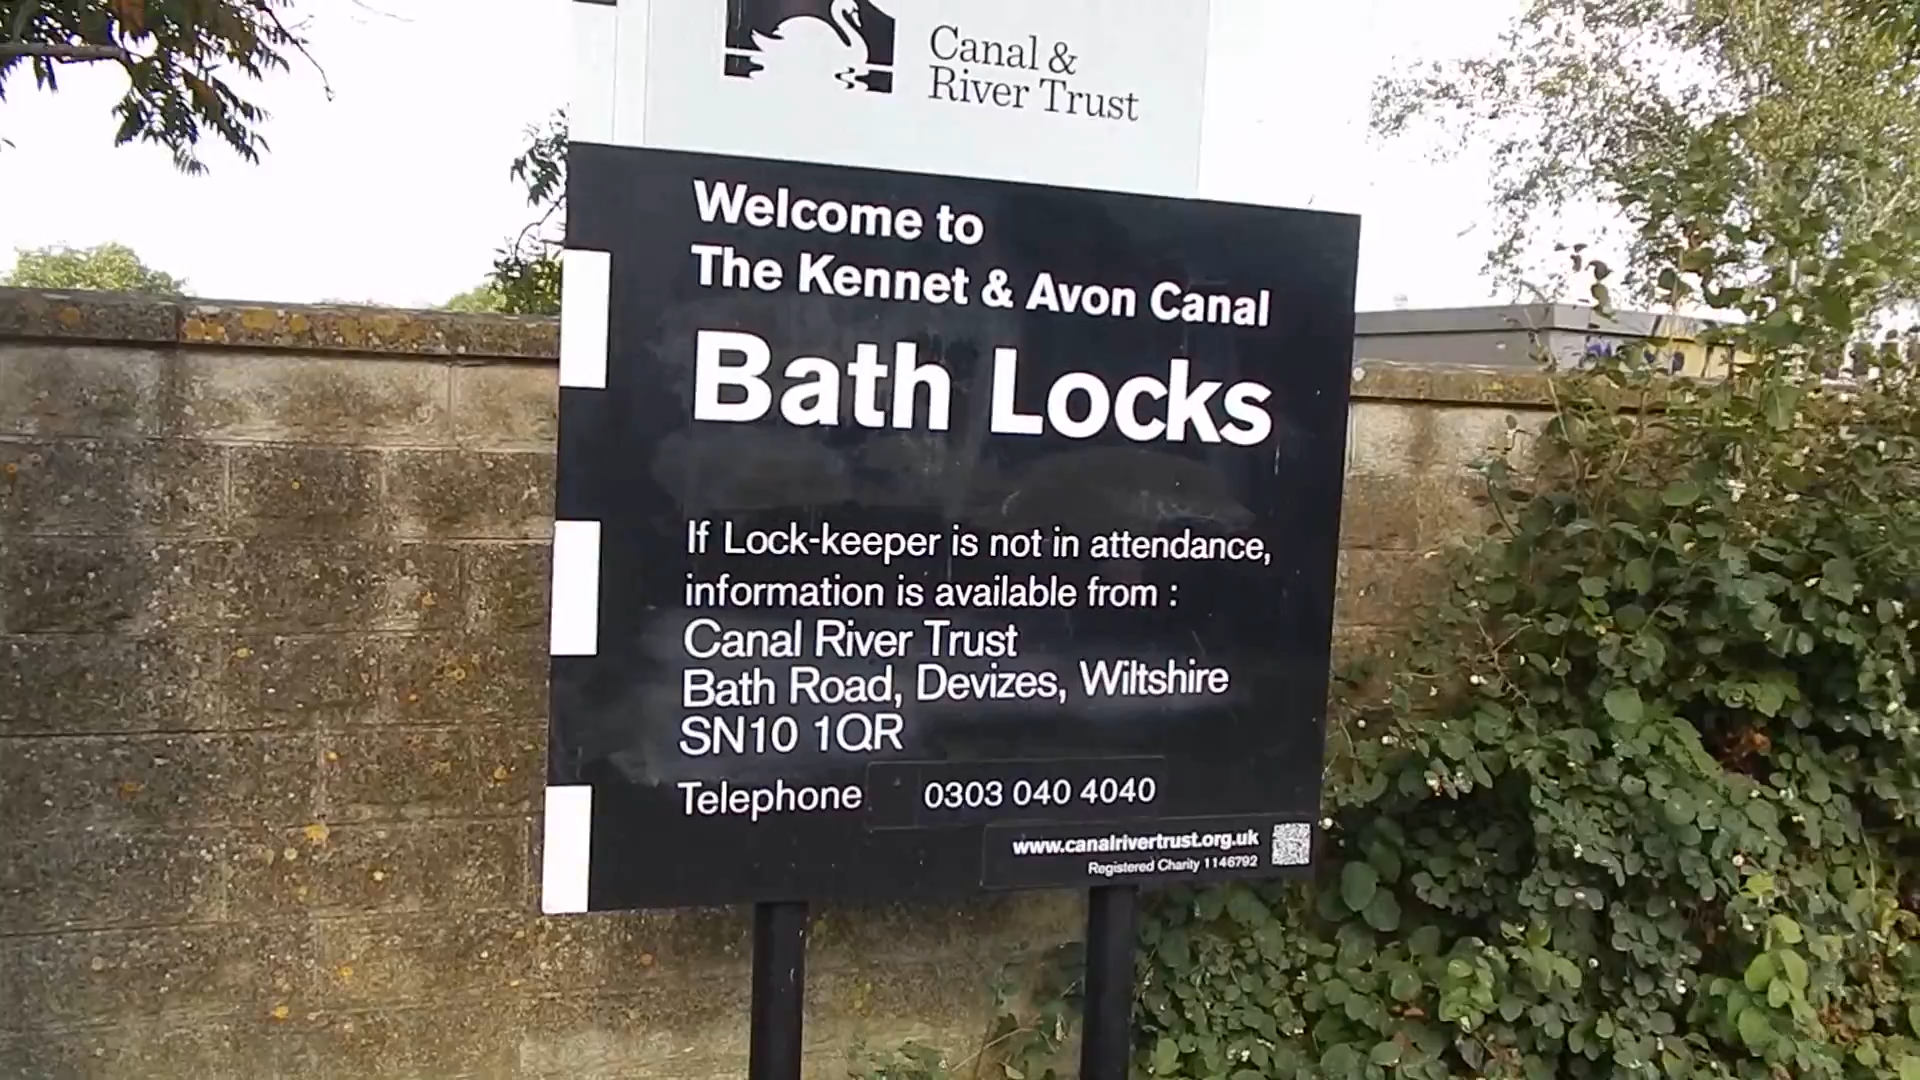 Canal &
River Trust
Welcome to
The Kennet & Avon Canal
Bath Locks
If Lock-keeper is not in attendance,
information is available from :
Canal River Trust
Bath Road, Devizes, Wiltshire
SN10 1QR
Telephone 0303 040 4040
www.canalrivertrust.org.uk
Registered Charity 1146792